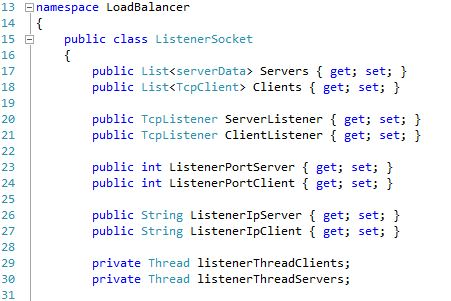 13 namespace LoadBalancer
14 {
15 public class ListenerSocket
16 {
17 public List<serverData> Servers { get; set; }
18 public List<TcpClient> Clients { get; set; }
19
20 public TcpListener ServerListener { get; set; }
21 public TcpListener ClientListener { get; set; }
22
23 public int ListenerPortServer { get; set; }
24 public int ListenerPortClient { get; set; }
25
26 public String ListenerIpServer { get; set; }
27 public String ListenerIpClient { get; set; }
28
29 private Thread listenerThreadClients;
30 private Thread listenerThreadServers;
31